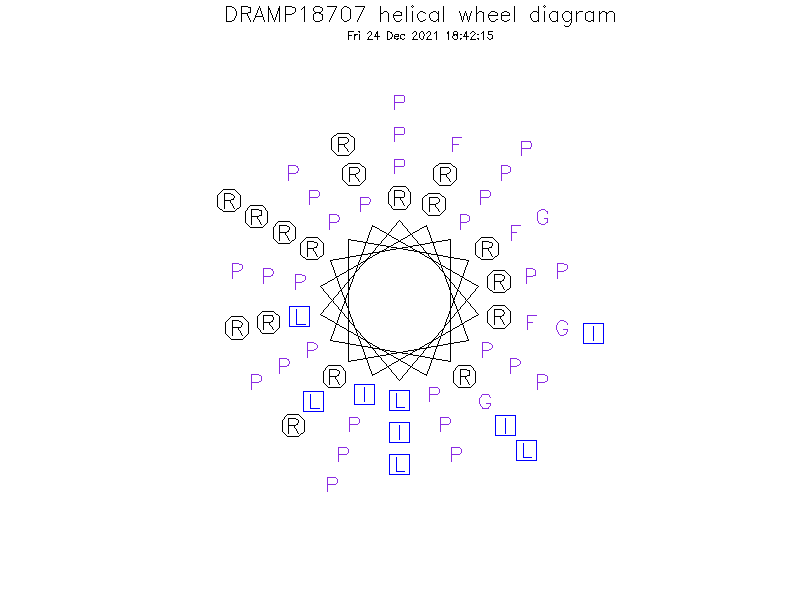 DRAMP18707 helical wheel diagram
Fri 24 Dec 2021 18:42:15
P
P
R F P
P
P R R P
R P P R R P
R P P G
R F
R R
P P P R P P
R R L R F G I
P P
P P
P R R P
L I L P G
R P I P I
P P L
L
P